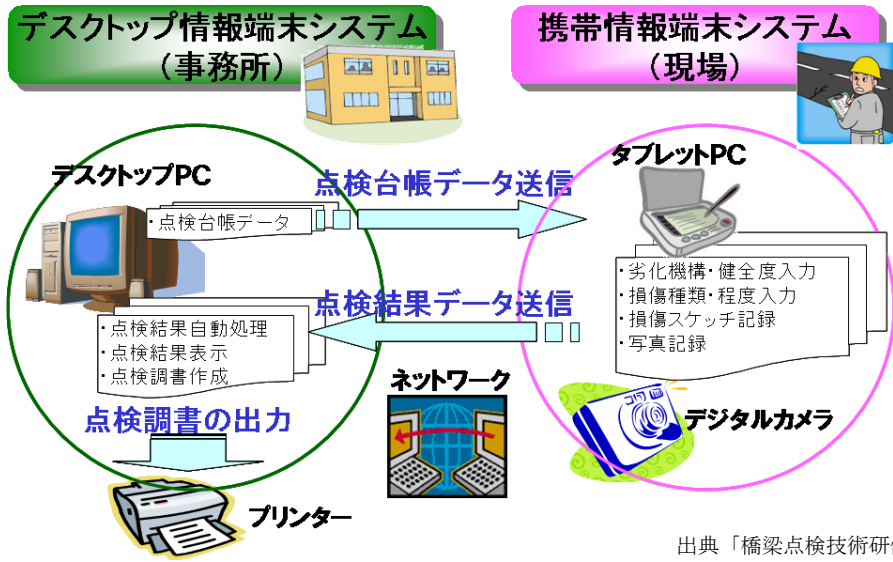 デスクトップ情報端末システム
(事務所)
携帯情報端末システム
(現場)
デスクトップPC
・点検台帳データ
点検台帳データ送信
タブレットPC
・劣化機構・健全度入力
・損傷種類・程度入力
・損傷スケッチ記録
・写真記録
点検結果データ送信
・点検結果自動処理
・点検結果表示
・点検調書作成
点検調書の出力
ネットワーク
デジタルカメラ
プリンター
出典「橋梁点検技術研